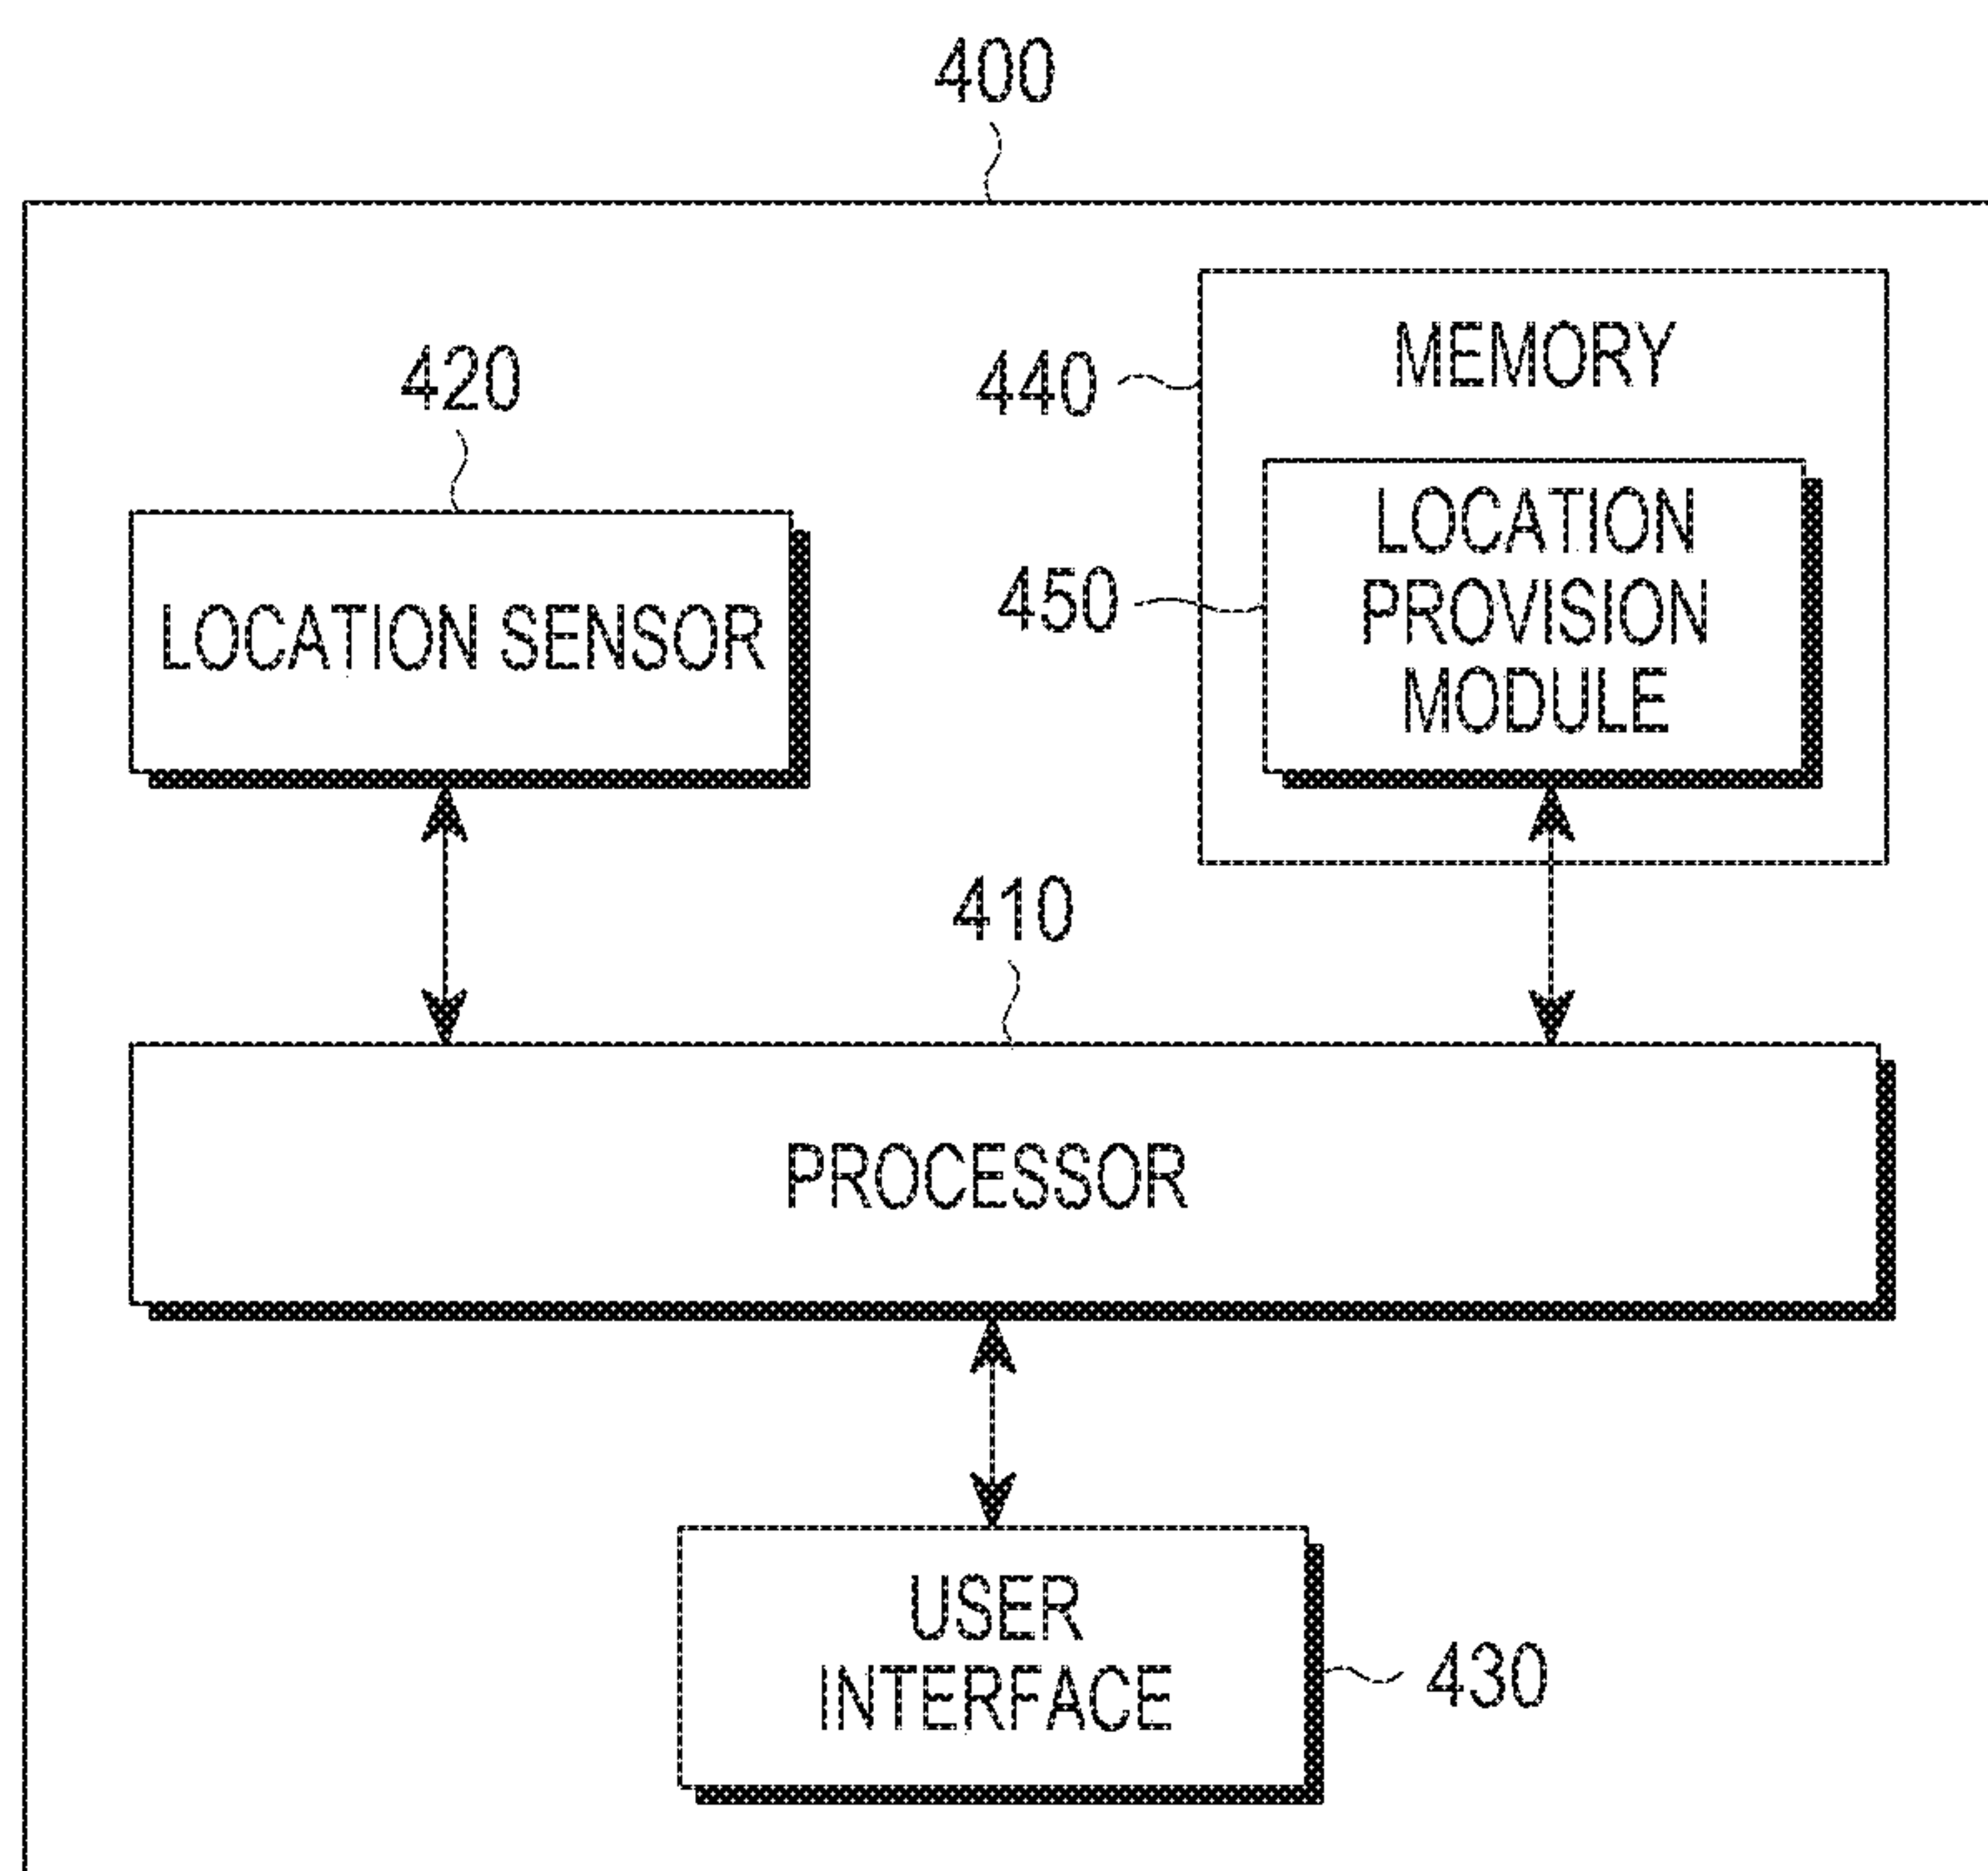 400
420
440
MEMORY
450
LOCATION
PROVISION
MODULE
LOCATION SENSOR
410
PROCESSOR
USER
INTERFACE
430